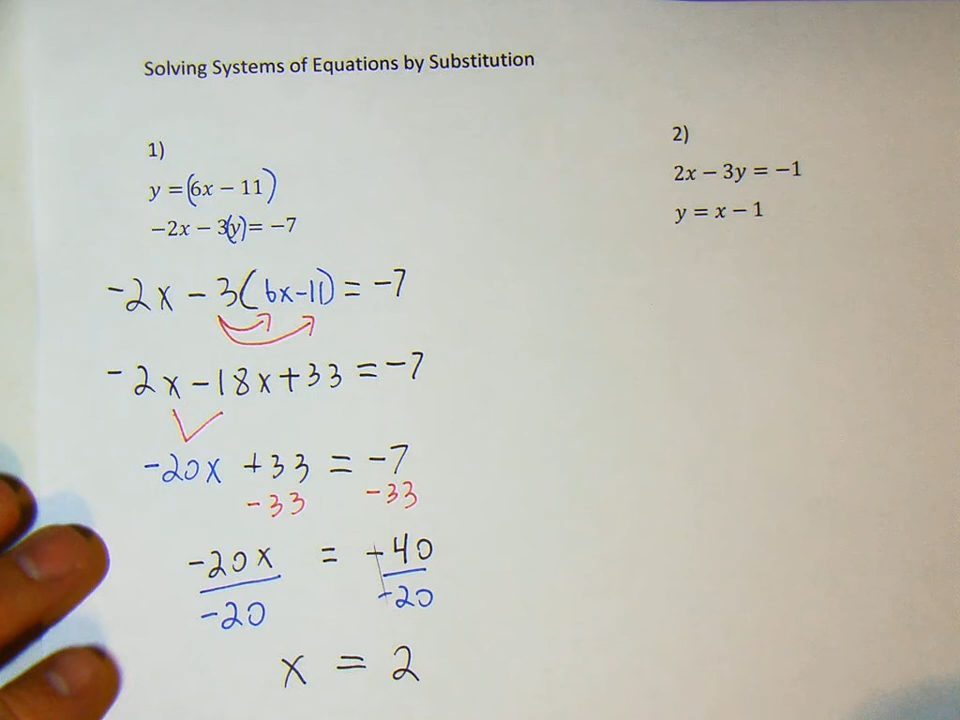 Solving Systems of Equations by Substitution
1)
y = (6x − 11)
−2x − 3(y) = −7
-2x - 3(6x-11) = -7
-2x - 18x + 33 = -7
-20x + 33 = -7
-33 -33
-20x = -40
-20 -20
x = 2
2)
2x − 3y = −1
y = x − 1